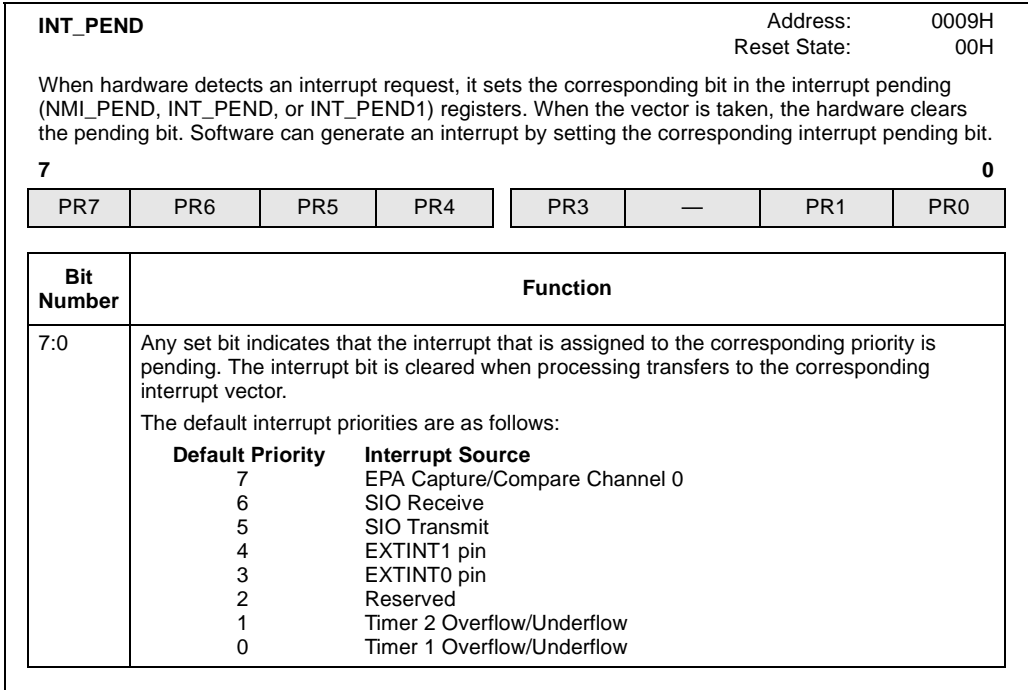 INT_PEND Address: 0009H
Reset State: 00H
When hardware detects an interrupt request, it sets the corresponding bit in the interrupt pending
(NMI_PEND, INT_PEND, or INT_PEND1) registers. When the vector is taken, the hardware clears
the pending bit. Software can generate an interrupt by setting the corresponding interrupt pending bit.
7 0
PR7 PR6 PR5 PR4 PR3 — PR1 PR0
Bit
Number Function
7:0 Any set bit indicates that the interrupt that is assigned to the corresponding priority is
pending. The interrupt bit is cleared when processing transfers to the corresponding
interrupt vector.
The default interrupt priorities are as follows:
Default Priority Interrupt Source
7 EPA Capture/Compare Channel 0
6 SIO Receive
5 SIO Transmit
4 EXTINT1 pin
3 EXTINT0 pin
2 Reserved
1 Timer 2 Overflow/Underflow
0 Timer 1 Overflow/Underflow